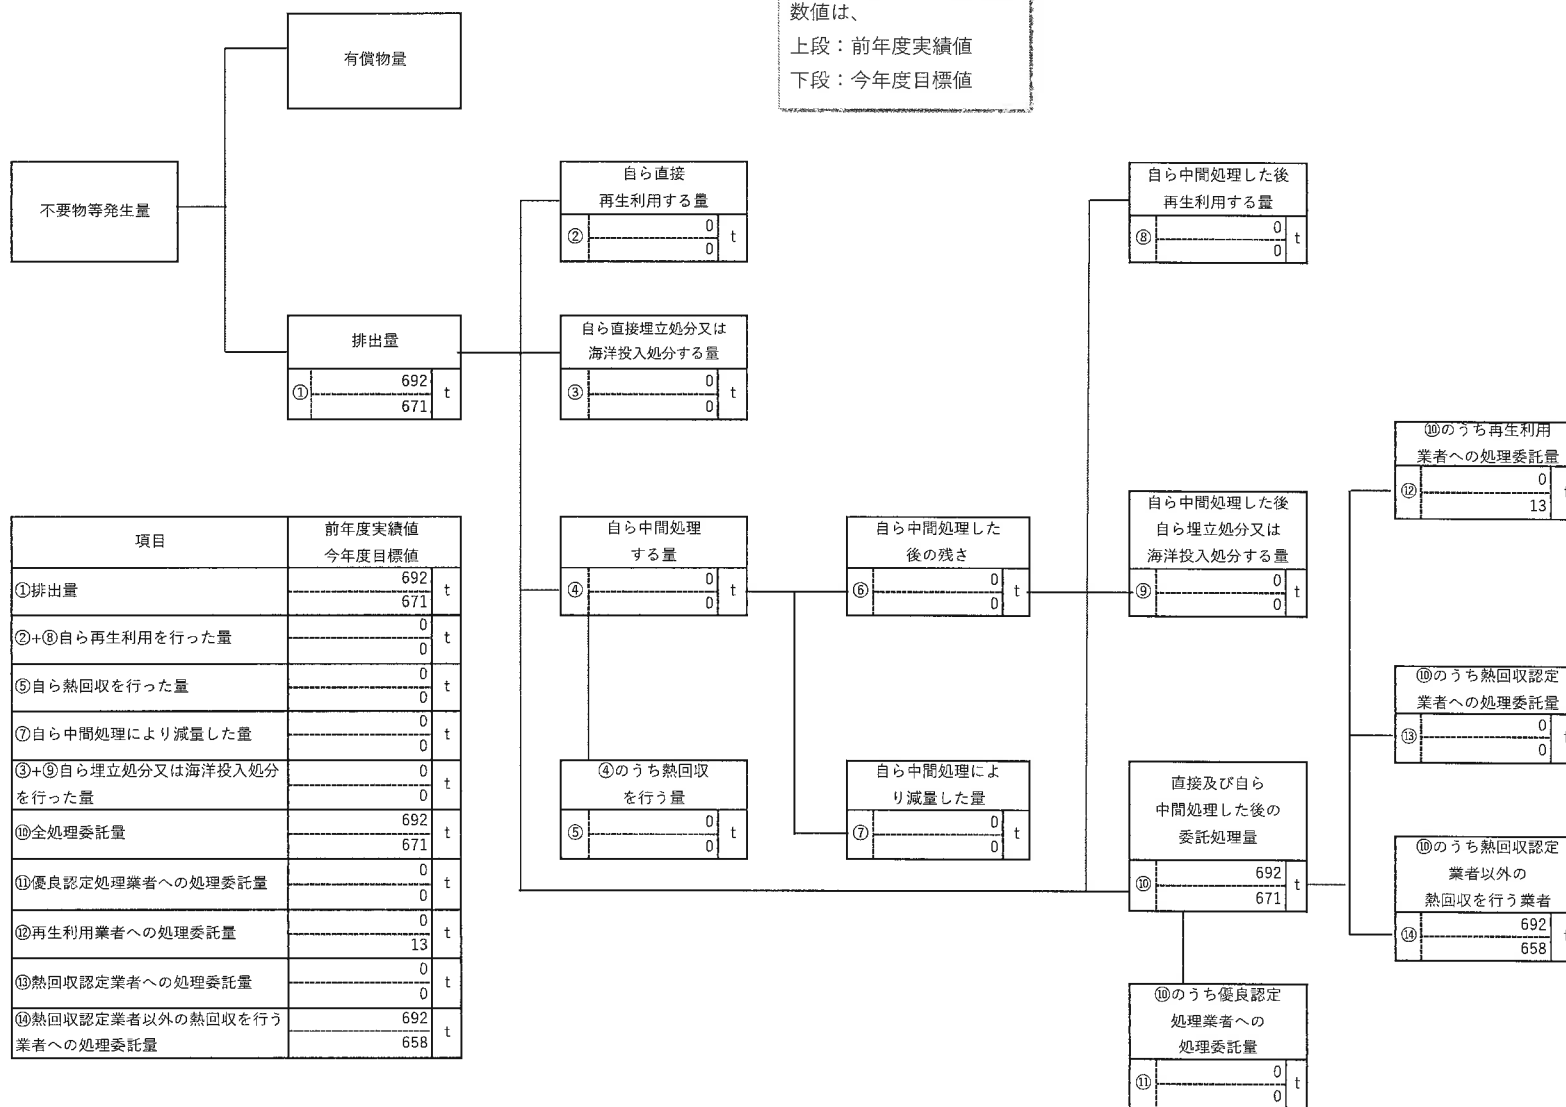 数値は、
上段：前年度実績値
下段：今年度目標値
有償物量
不要物等発生量
排出量
① 692 t
671
自ら直接
再生利用する量
② 0 t
0
自ら直接埋立処分又は
海洋投入処分する量
③ 0 t
0
自ら中間処理
する量
④ 0 t
0
④のうち熱回収
を行う量
⑤ 0 t
0
自ら中間処理した
後の残さ
⑥ 0 t
0
自ら中間処理によ
り減量した量
⑦ 0 t
0
自ら中間処理した後
再生利用する量
⑧ 0 t
0
自ら中間処理した後
自ら埋立処分又は
海洋投入処分する量
⑨ 0 t
0
直接及び自ら
中間処理した後の
委託処理量
⑩ 692 t
671
⑩のうち優良認定
処理業者への
処理委託量
⑪ 0 t
0
⑩のうち再生利用
業者への処理委託量
⑫ 0 t
13
⑩のうち熱回収認定
業者への処理委託量
⑬ 0 t
0
⑩のうち熱回収認定
業者以外の
熱回収を行う業者
⑭ 692 t
658
項目 前年度実績値
今年度目標値
①排出量 692 t
671
②+⑧自ら再生利用を行った量 0 t
0
⑤自ら熱回収を行った量 0 t
0
⑦自ら中間処理により減量した量 0 t
0
③+⑨自ら埋立処分又は海洋投入処分 0 t
を行った量 0
⑩全処理委託量 692 t
671
⑪優良認定処理業者への処理委託量 0 t
0
⑫再生利用業者への処理委託量 0 t
13
⑬熱回収認定業者への処理委託量 0 t
0
⑭熱回収認定業者以外の熱回収を行う 692 t
業者への処理委託量 658